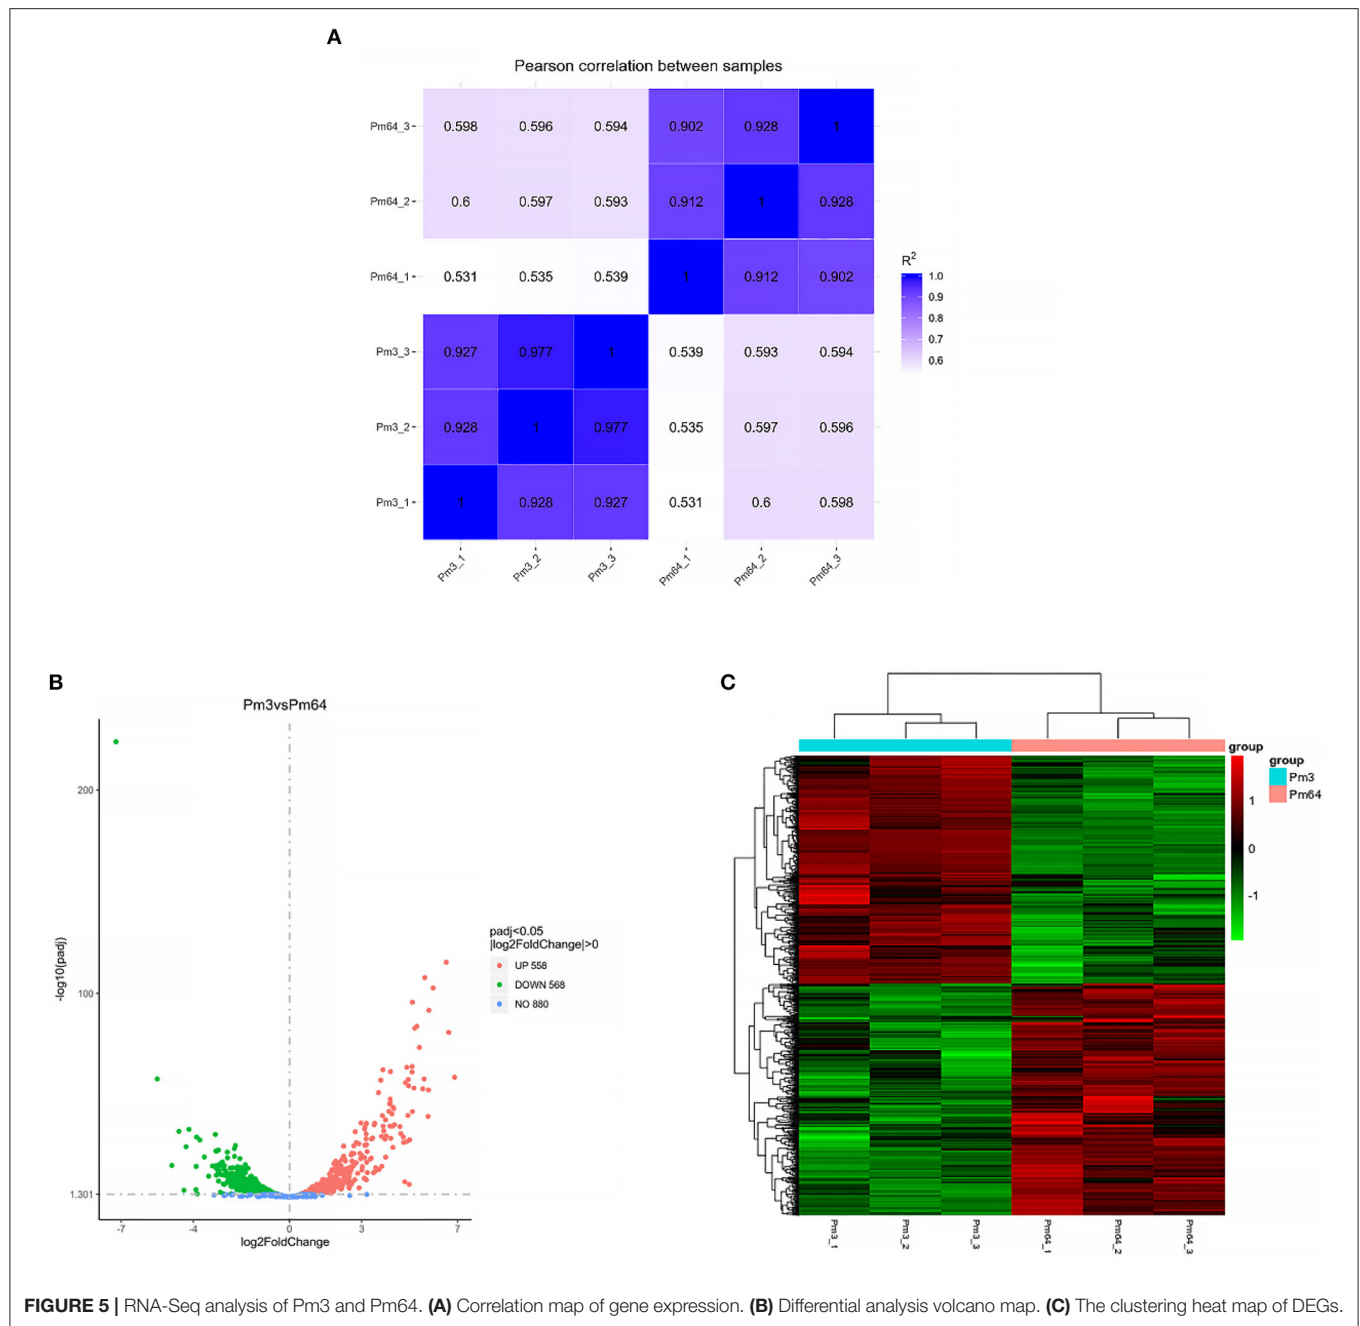 A
Pearson correlation between samples
Pm64_3 0.598 0.596 0.594 0.902 0.928 1
Pm64_2 0.6 0.597 0.593 0.912 1 0.928
Pm64_1 0.531 0.535 0.539 1 0.912 0.902
Pm3_3 0.927 0.977 1 0.539 0.593 0.594
Pm3_2 0.928 1 0.977 0.535 0.597 0.596
Pm3_1 1 0.928 0.927 0.531 0.6 0.598
Pm3_1 Pm3_2 Pm3_3 Pm64_1 Pm64_2 Pm64_3
R²
1.0
0.9
0.8
0.7
0.6
B
Pm3vsPm64
-log10(padj)
200
100
1.301
-7 -4 0 3 7
log2FoldChange
padj<0.05
|log2FoldChange|>0
UP 558
DOWN 568
NO 880
C
group
1
0
-1
group
Pm3
Pm64
Pm3_1 Pm3_2 Pm3_3 Pm64_1 Pm64_2 Pm64_3
FIGURE 5 | RNA-Seq analysis of Pm3 and Pm64. (A) Correlation map of gene expression. (B) Differential analysis volcano map. (C) The clustering heat map of DEGs.